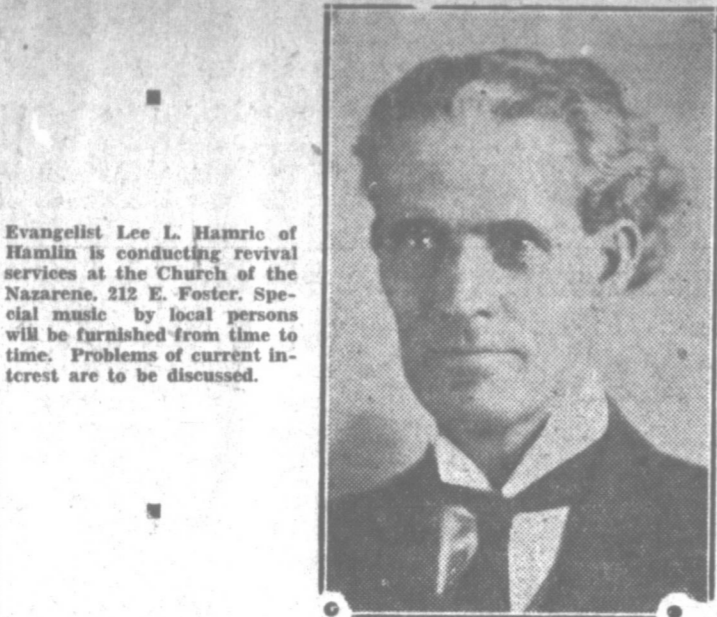 Evangelist Lee L. Hamric of
Hamlin is conducting revival
services at the Church of the
Nazarene, 212 E. Foster. Spe-
cial music by local persons
will be furnished from time to
time. Problems of current in-
terest are to be discussed.